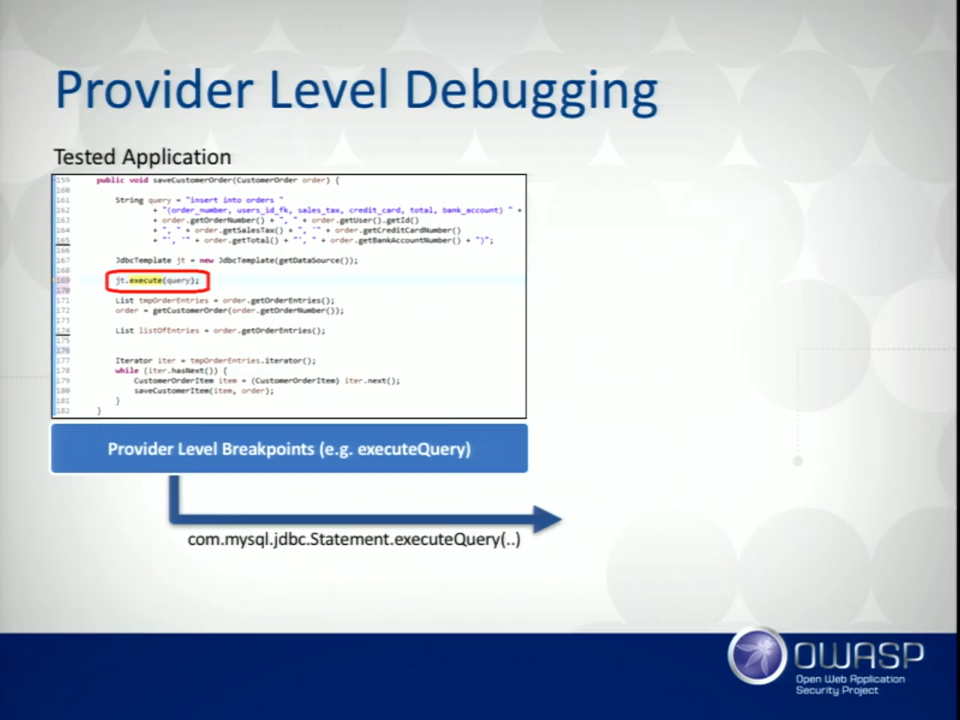 Provider Level Debugging
Tested Application
159 public void saveCustomerOrder(CustomerOrder order) {
160
161 String query = "insert into orders "
162 + "(order_number, users_id_fk, sales_tax, credit_card, total, bank_account) " +
163 + order.getOrderNumber() + ", " + order.getUser().getId()
164 + ", " + order.getSalesTax() + ", '" + order.getCreditCardNumber()
165 + "', '" + order.getTotal() + "', " + order.getBankAccountNumber() + ")";
166
167 JdbcTemplate jt = new JdbcTemplate(getDataSource());
168
169 jt.execute(query);
170
171 List tmpOrderEntries = order.getOrderEntries();
172 order = getCustomerOrder(order.getOrderNumber());
173
174 List listOfEntries = order.getOrderEntries();
175
176
177 Iterator iter = tmpOrderEntries.iterator();
178 while (iter.hasNext()) {
179 CustomerOrderItem item = (CustomerOrderItem) iter.next();
180 saveCustomerItem(item, order);
181 }
182 }
Provider Level Breakpoints (e.g. executeQuery)
com.mysql.jdbc.Statement.executeQuery(..)
OWASP
Open Web Application
Security Project